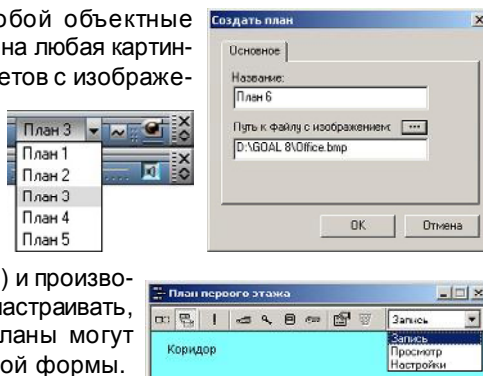 обой объектные
на любая картин-
етов с изображе-
Создать план
Основное
Название:
План 6
Путь к файлу с изображением:
D:\GOAL 8\Office.bmp
OK
Отмена
План 3
План 1
План 2
План 3
План 4
План 5
) и произво-
настраивать,
ланы могут
ой формы.
План первого этажа
Запись
Запись
Просмотр
Настройки
Коридор